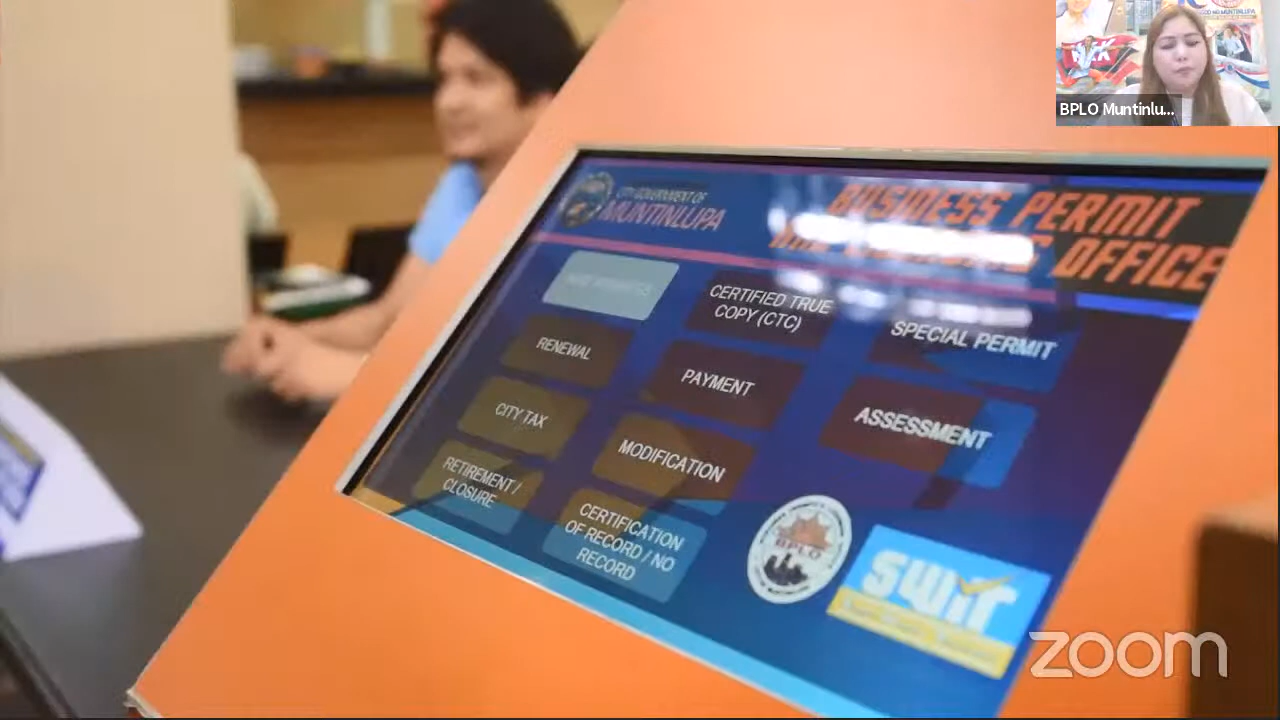 BPLO Muntinlu...
CITY GOVERNMENT OF
MUNTINLUPA
BUSINESS PERMIT
OFFICE
CERTIFIED TRUE
COPY (CTC)
SPECIAL PERMIT
RENEWAL
PAYMENT
ASSESSMENT
CITY TAX
MODIFICATION
RETIREMENT /
CLOSURE
CERTIFICATION
OF RECORD / NO
RECORD
BPLO
zoom